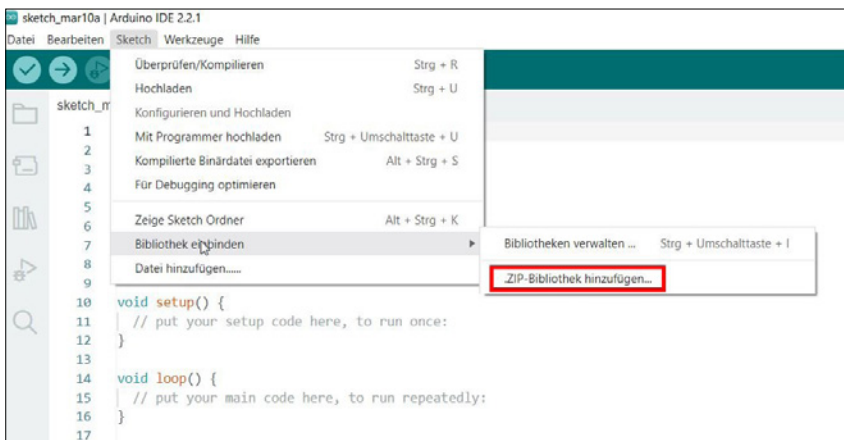 sketch_mar10a | Arduino IDE 2.2.1
Datei Bearbeiten Sketch Werkzeuge Hilfe
Überprüfen/Kompilieren Strg + R
Hochladen Strg + U
sketch_m
Konfigurieren und Hochladen
1
Mit Programmer hochladen Strg + Umschalttaste + U
2
Kompilierte Binärdatei exportieren Alt + Strg + S
3
Für Debugging optimieren
4
5
Zeige Sketch Ordner Alt + Strg + K
6
Bibliothek einbinden
7
Bibliotheken verwalten ... Strg + Umschalttaste + I
Datei hinzufügen......
8
.ZIP-Bibliothek hinzufügen...
9
10 void setup() {
11 // put your setup code here, to run once:
12 }
13
14 void loop() {
15 // put your main code here, to run repeatedly:
16 }
17